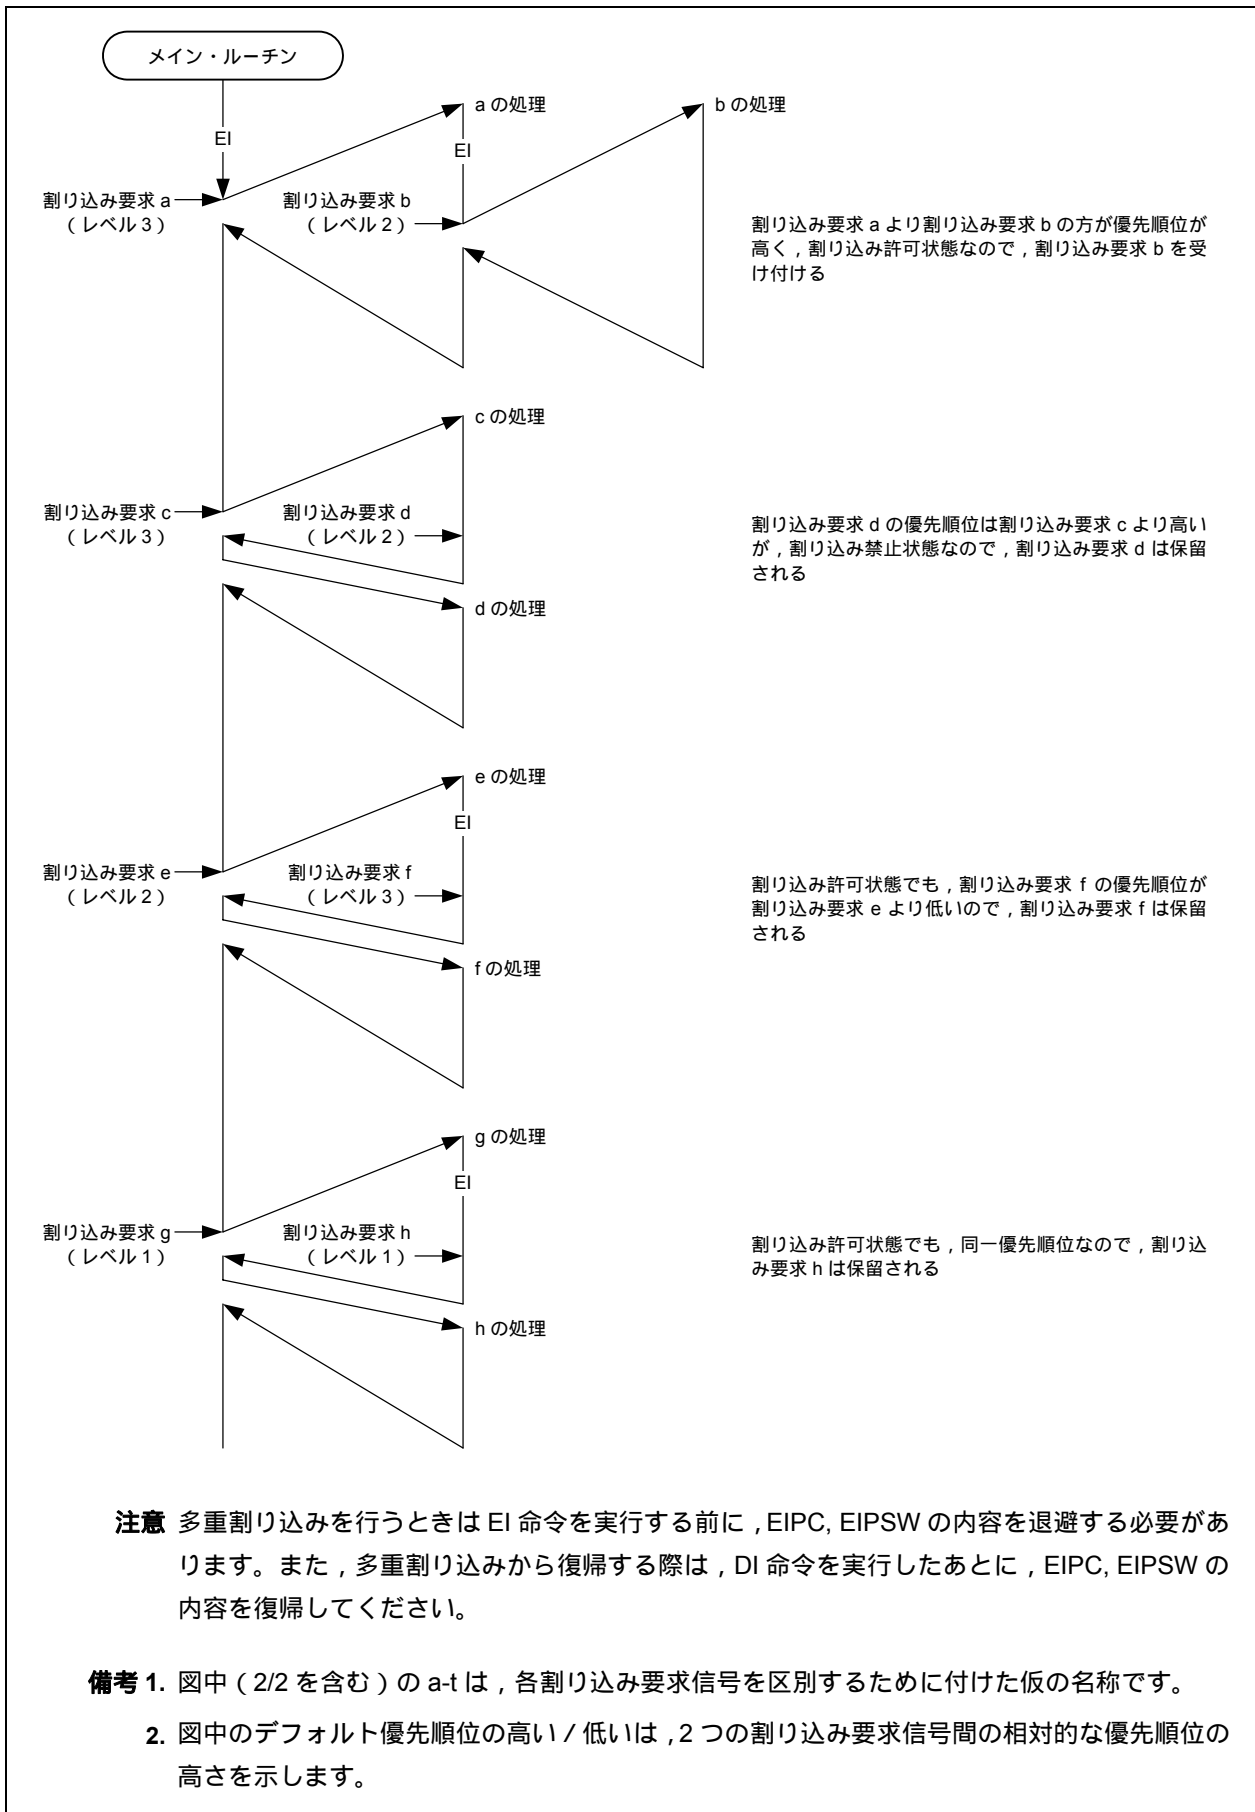 メイン・ルーチン
aの処理
bの処理
EI
EI
割り込み要求a
（レベル3）
割り込み要求b
（レベル2）
割り込み要求aより割り込み要求bの方が優先順位が
高く，割り込み許可状態なので，割り込み要求bを受
け付ける
cの処理
割り込み要求c
（レベル3）
割り込み要求d
（レベル2）
割り込み要求dの優先順位は割り込み要求cより高い
が，割り込み禁止状態なので，割り込み要求dは保留
される
dの処理
eの処理
EI
割り込み要求e
（レベル2）
割り込み要求f
（レベル3）
割り込み許可状態でも，割り込み要求fの優先順位が
割り込み要求eより低いので，割り込み要求fは保留
される
fの処理
gの処理
EI
割り込み要求g
（レベル1）
割り込み要求h
（レベル1）
割り込み許可状態でも，同一優先順位なので，割り込
み要求hは保留される
hの処理
注意 多重割り込みを行うときはEI命令を実行する前に，EIPC, EIPSWの内容を退避する必要があ
ります。また，多重割り込みから復帰する際は，DI命令を実行したあとに，EIPC, EIPSWの
内容を復帰してください。
備考1. 図中（2/2を含む）のa-tは，各割り込み要求信号を区別するために付けた仮の名称です。
2. 図中のデフォルト優先順位の高い／低いは，2つの割り込み要求信号間の相対的な優先順位の
高さを示します。